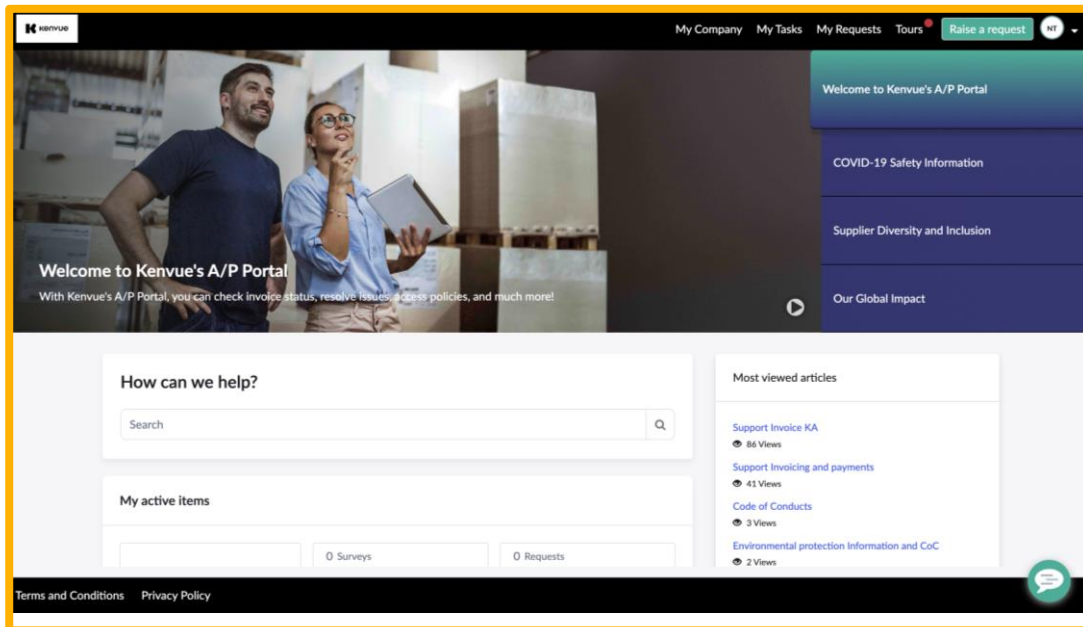 KENVUE
My Company My Tasks My Requests Tours Raise a request NT
Welcome to Kenvue's A/P Portal
COVID-19 Safety Information
Supplier Diversity and Inclusion
Our Global Impact
Welcome to Kenvue's A/P Portal
With Kenvue's A/P Portal, you can check invoice status, resolve issues, access policies, and much more!
How can we help?
Search
My active items
0 Surveys
0 Requests
Most viewed articles
Support Invoice KA
86 Views
Support Invoicing and payments
41 Views
Code of Conducts
3 Views
Environmental protection Information and CoC
2 Views
Terms and Conditions Privacy Policy